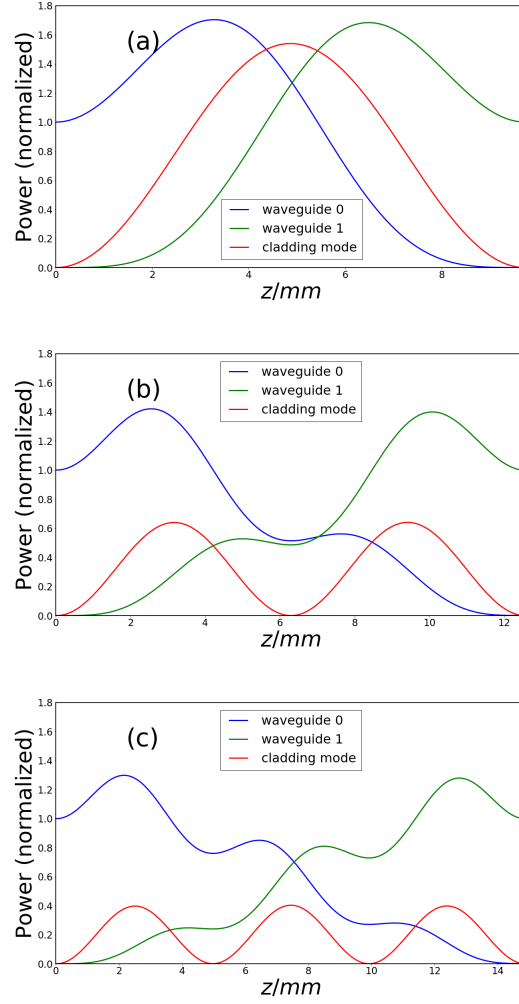 (a)
Power (normalized)
1.8
1.6
1.4
1.2
1.0
0.8
0.6
0.4
0.2
0.0
waveguide 0
waveguide 1
cladding mode
0 2 4 6 8
z/mm
(b)
Power (normalized)
1.8
1.6
1.4
1.2
1.0
0.8
0.6
0.4
0.2
0.0
waveguide 0
waveguide 1
cladding mode
0 2 4 6 8 10 12
z/mm
(c)
Power (normalized)
1.8
1.6
1.4
1.2
1.0
0.8
0.6
0.4
0.2
0.0
waveguide 0
waveguide 1
cladding mode
0 2 4 6 8 10 12 14
z/mm